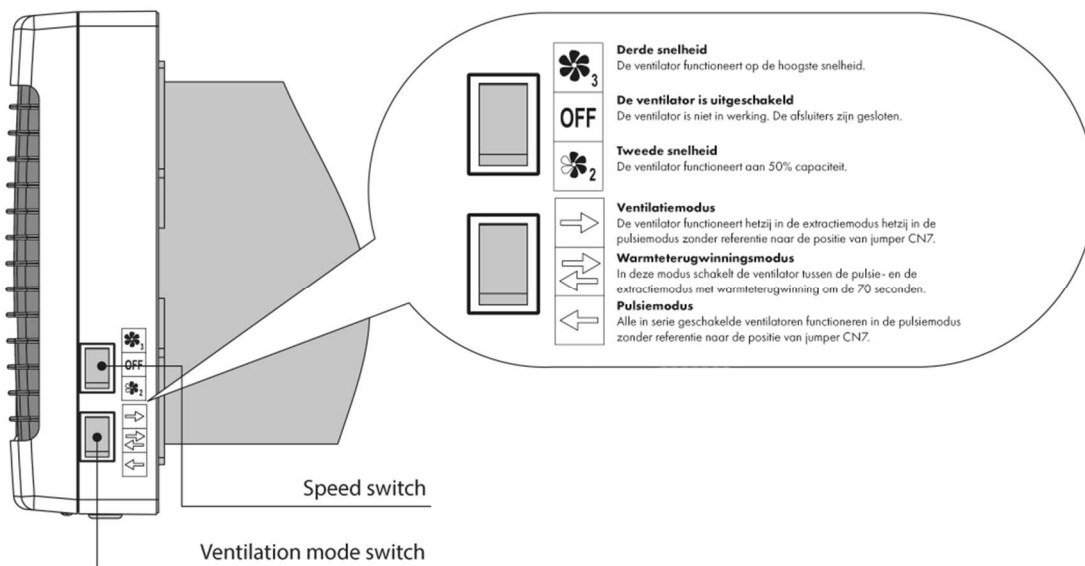 3
Derde snelheid
De ventilator functioneert op de hoogste snelheid.
OFF
De ventilator is uitgeschakeld
De ventilator is niet in werking. De afsluiters zijn gesloten.
2
Tweede snelheid
De ventilator functioneert aan 50% capaciteit.
Ventilatiemodus
De ventilator functioneert hetzij in de extractiemodus hetzij in de
pulsiemodus zonder referentie naar de positie van jumper CN7.
Warmteterugwinningsmodus
In deze modus schakelt de ventilator tussen de pulsie- en de
extractiemodus met warmteterugwinning om de 70 seconden.
Pulsiemodus
Alle in serie geschakelde ventilatoren functioneren in de pulsiemodus
zonder referentie naar de positie van jumper CN7.
3
OFF
2
Speed switch
Ventilation mode switch